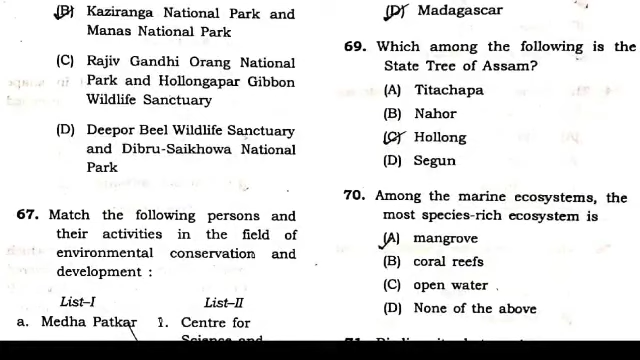 (B) Kaziranga National Park and
Manas National Park
(C) Rajiv Gandhi Orang National
Park and Hollongapar Gibbon
Wildlife Sanctuary
(D) Deepor Beel Wildlife Sanctuary
and Dibru-Saikhowa National
Park
67. Match the following persons and
their activities in the field of
environmental conservation and
development :
List–I List–II
a. Medha Patkar 1. Centre for
Science and
(D) Madagascar
69. Which among the following is the
State Tree of Assam?
(A) Titachapa
(B) Nahor
(C) Hollong
(D) Segun
70. Among the marine ecosystems, the
most species-rich ecosystem is
(A) mangrove
(B) coral reefs
(C) open water
(D) None of the above
71.